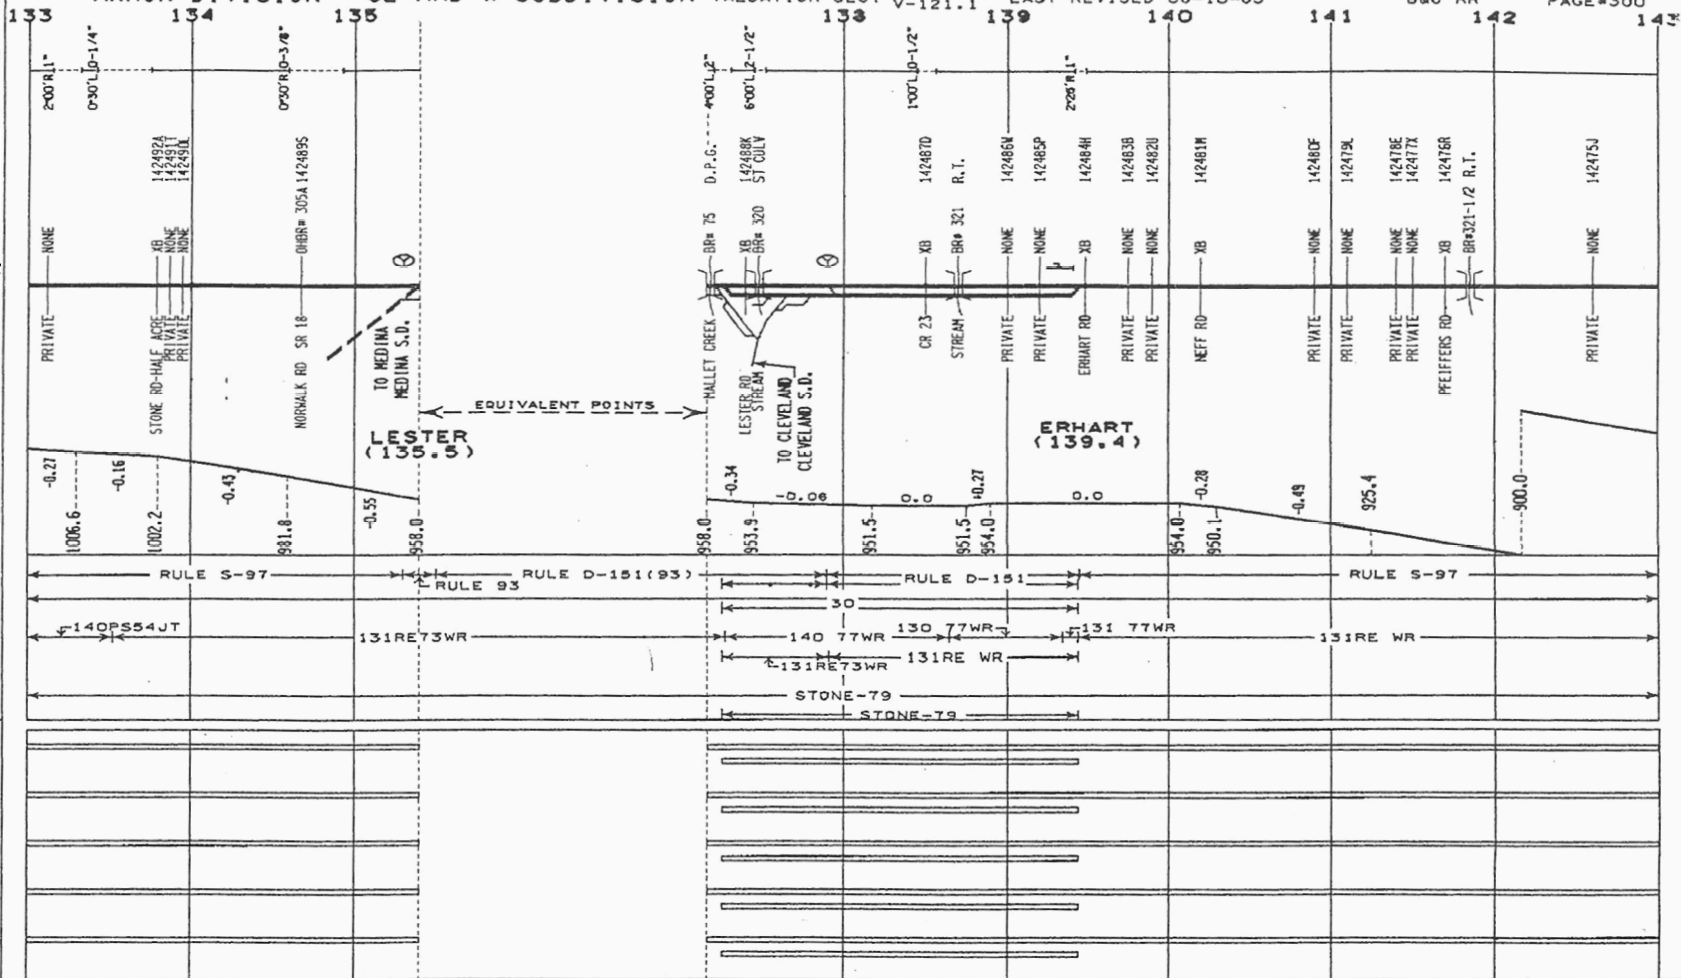 V-121.1
133 134 135 138 139 140 141 142
2°00'R 1"
0°30'L 0-1/4"
0°30'R 0-3/8"
4°00'L 2"
6°00'L 2-1/2"
1°00'L 0-1/2"
2°26'R 1"
142492A
142491T
142490L
142489S
D.P.G.
142488K
ST CULV
142487D
R.T.
142486W
142485P
142484H
142483B
142482U
142481M
142480F
142479L
142478E
142477X
142476R
R.T.
142475J
NONE
XB
NONE
NONE
OHBR# 305A
BR# 75
XB
BR# 320
XB
BR# 321
NONE
NONE
XB
NONE
NONE
XB
NONE
NONE
NONE
NONE
XB
BR#321-1/2
NONE
PRIVATE
STONE RD-HALF ACRE
PRIVATE
PRIVATE
NORWALK RD SR 18
TO MEDINA
MEDINA S.D.
MALLET CREEK
LESTER RD
STREAM
TO CLEVELAND
CLEVELAND S.D.
CR 23
STREAM
PRIVATE
PRIVATE
ERHART RD
PRIVATE
PRIVATE
NEFF RD
PRIVATE
PRIVATE
PRIVATE
PRIVATE
PFEIFFERS RD
PRIVATE
EQUIVALENT POINTS
LESTER
(135.5)
ERHART
(139.4)
-0.27
-0.16
-0.43
-0.55
-0.34
-0.06
0.0
+0.27
0.0
-0.28
-0.49
1006.6
1002.2
981.8
958.0
958.0
953.9
951.5
951.5
954.0
954.0
950.1
925.4
900.0
RULE S-97 RULE D-151(93) RULE D-151 RULE S-97
RULE 93
30
140PS54JT 131RE73WR 140 77WR 130 77WR 131 77WR 131RE WR
131RE73WR 131RE WR
STONE-79
STONE-79